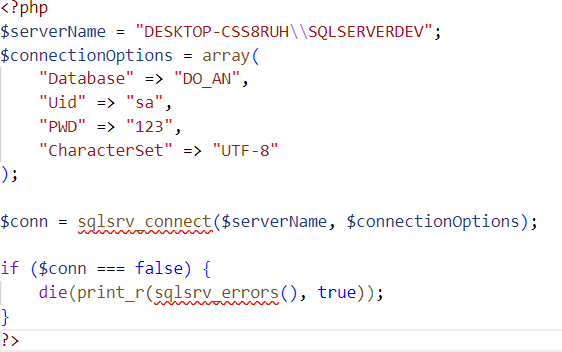 <?php
$serverName = "DESKTOP-CSS8RUH\\SQLSERVERDEV";
$connectionOptions = array(
    "Database" => "DO_AN",
    "Uid" => "sa",
    "PWD" => "123",
    "CharacterSet" => "UTF-8"
);

$conn = sqlsrv_connect($serverName, $connectionOptions);

if ($conn === false) {
    die(print_r(sqlsrv_errors(), true));
}
?>